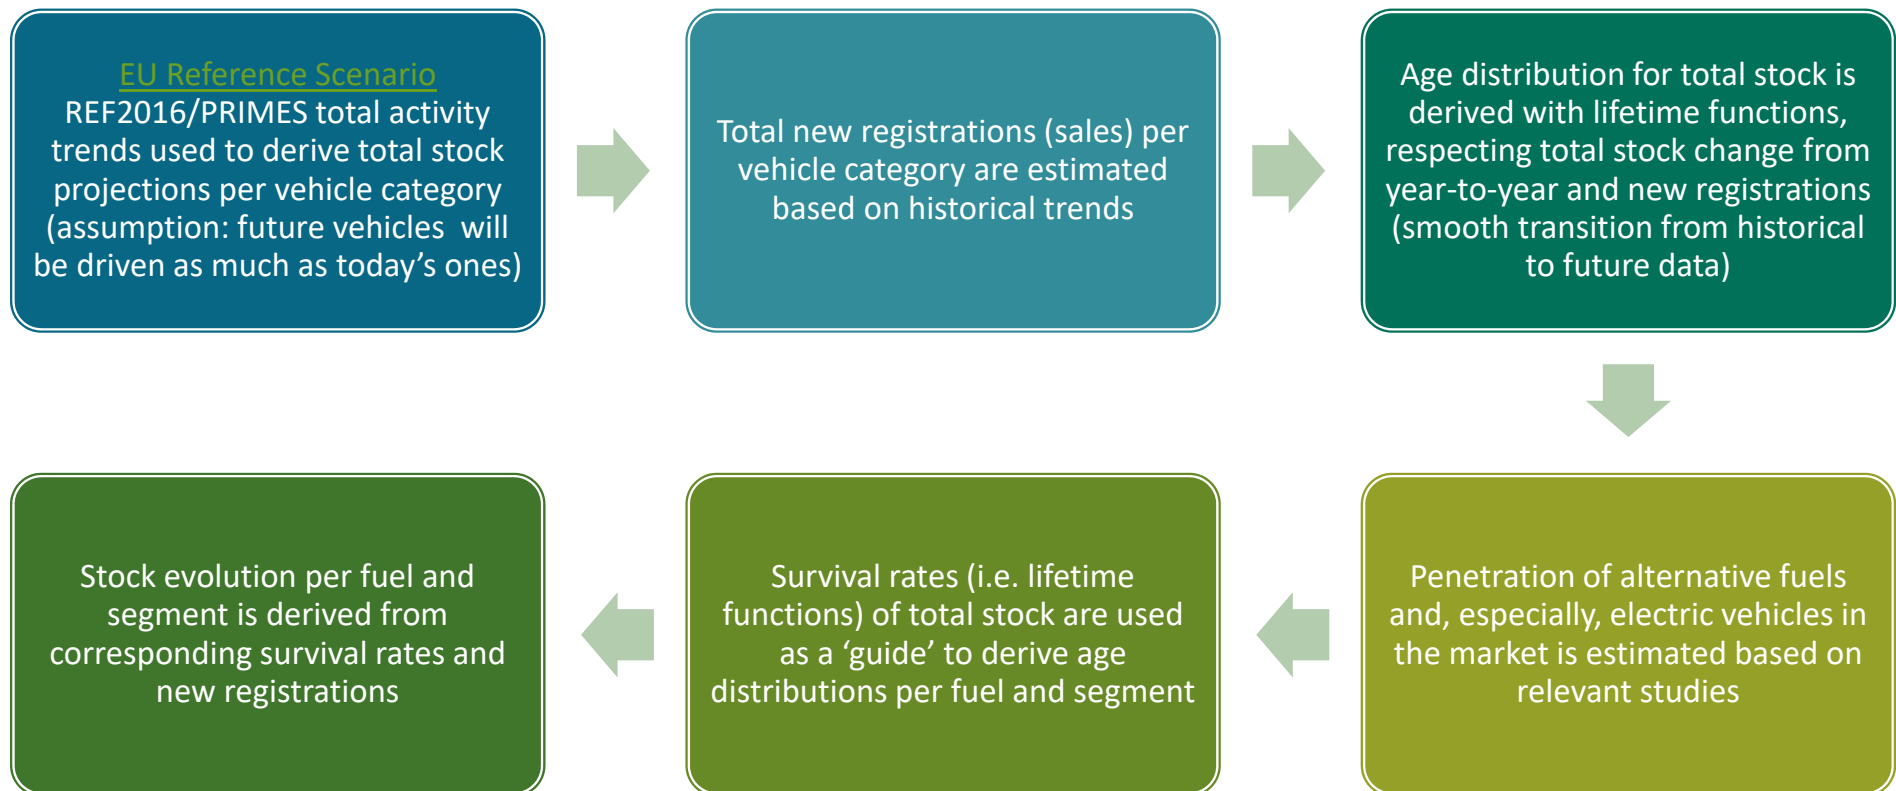 EU Reference Scenario
REF2016/PRIMES total activity
trends used to derive total stock
projections per vehicle category
(assumption: future vehicles  will
be driven as much as today’s ones)
Total new registrations (sales) per
vehicle category are estimated
based on historical trends
Age distribution for total stock is
derived with lifetime functions,
respecting total stock change from
year-to-year and new registrations
(smooth transition from historical
to future data)
Penetration of alternative fuels
and, especially, electric vehicles in
the market is estimated based on
relevant studies
Survival rates (i.e. lifetime
functions) of total stock are used
as a ‘guide’ to derive age
distributions per fuel and segment
Stock evolution per fuel and
segment is derived from
corresponding survival rates and
new registrations